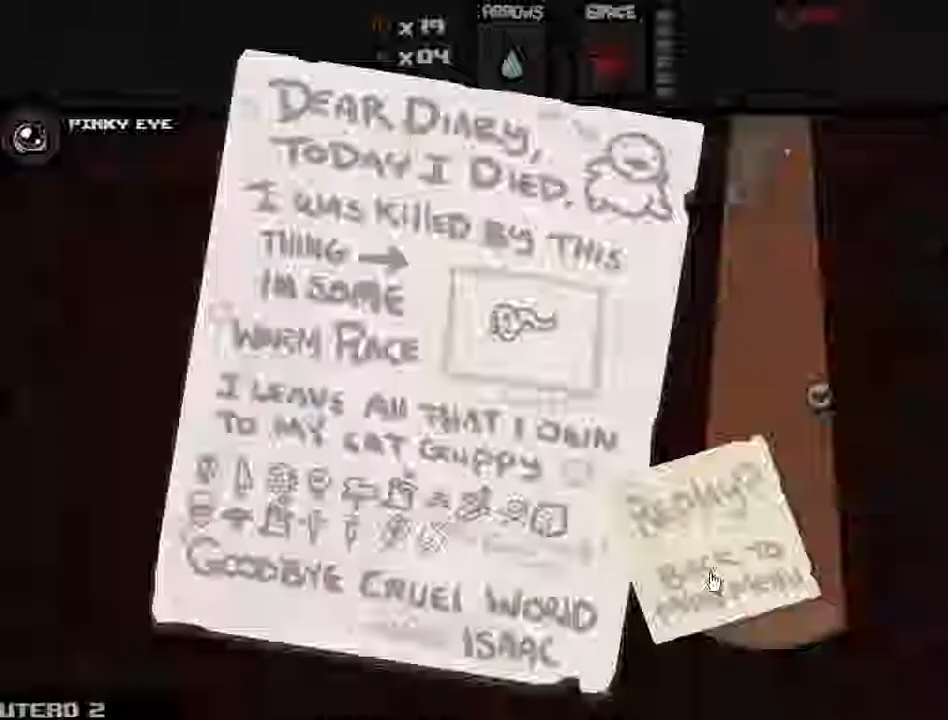 x19
ARROWS
SPACE
x04
PINKY EYE
DEAR DIARY,
TODAY I DIED.
I WAS KILLED BY THIS
THING →
IN SOME
WARM PLACE
I LEAVE ALL THAT I OWN
TO MY CAT GUPPY
GOODBYE CRUEL WORLD
ISAAC
REPLAY?
BACK TO
MAIN MENU
UTERO 2